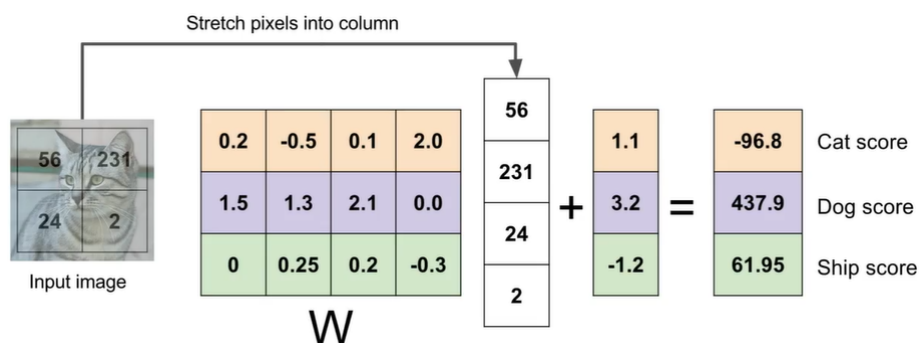 Stretch pixels into column
56 231
24 2
Input image
0.2 -0.5 0.1 2.0
1.5 1.3 2.1 0.0
0 0.25 0.2 -0.3
W
56
231
24
2
+
1.1
3.2
-1.2
=
-96.8 Cat score
437.9 Dog score
61.95 Ship score